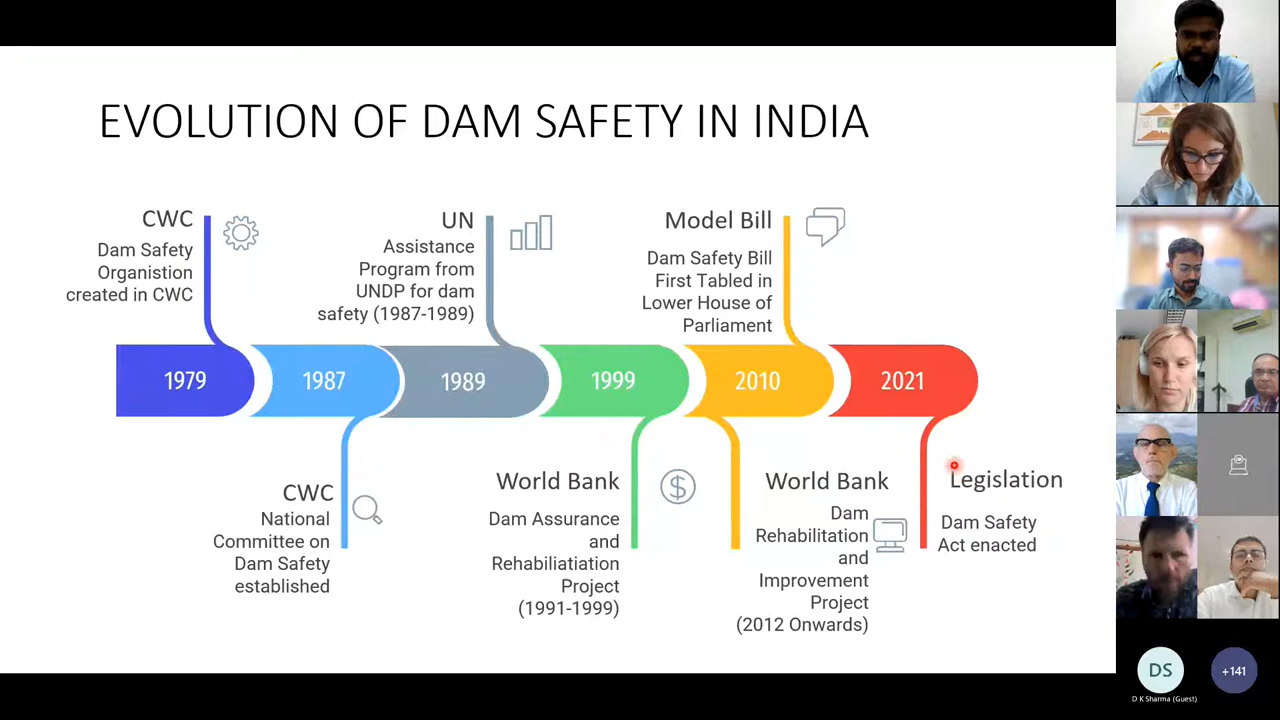 EVOLUTION OF DAM SAFETY IN INDIA
CWC
Dam Safety
Organistion
created in CWC
UN
Assistance
Program from
UNDP for dam
safety (1987-1989)
Model Bill
Dam Safety Bill
First Tabled in
Lower House of
Parliament
1979
1987
1989
1999
2010
2021
CWC
National
Committee on
Dam Safety
established
World Bank
Dam Assurance
and
Rehabiliatiation
Project
(1991-1999)
$
World Bank
Dam
Rehabilitation
and
Improvement
Project
(2012 Onwards)
Legislation
Dam Safety
Act enacted
DS
D K Sharma (Guest)
+141